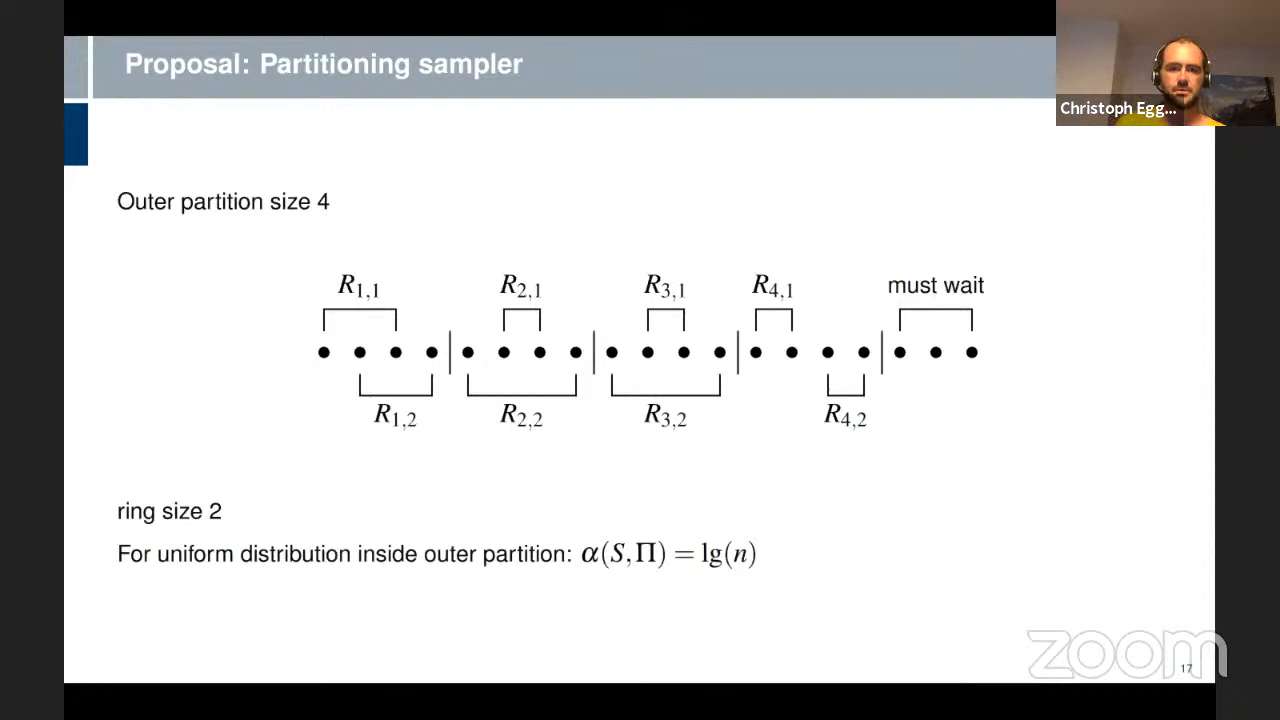 Proposal: Partitioning sampler
Christoph Egg...
Outer partition size 4
R1,1 R2,1 R3,1 R4,1 must wait
R1,2 R2,2 R3,2 R4,2
ring size 2
For uniform distribution inside outer partition: α(S,Π) = lg(n)
zoom
17